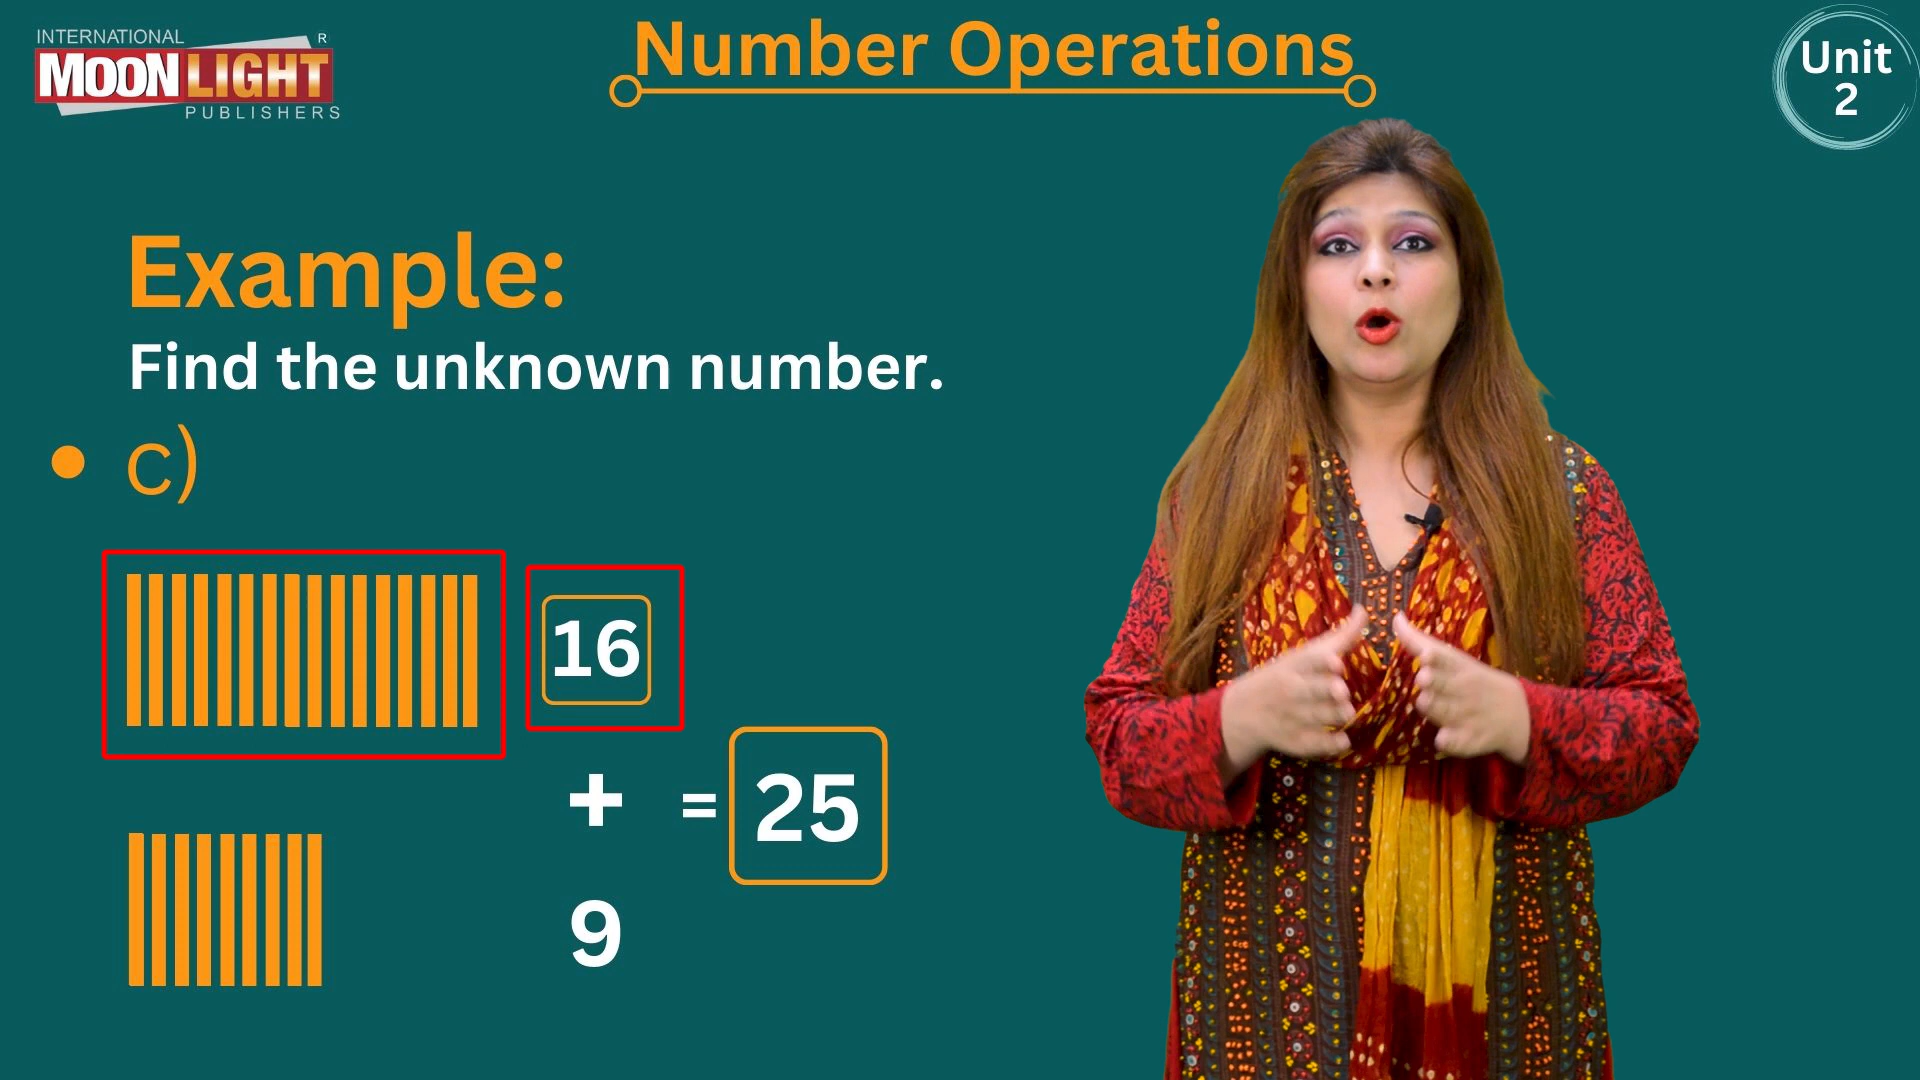 INTERNATIONAL
R
MOON LIGHT
PUBLISHERS
Number Operations
Unit
2
Example:
Find the unknown number.
• c)
16
+ = 25
9